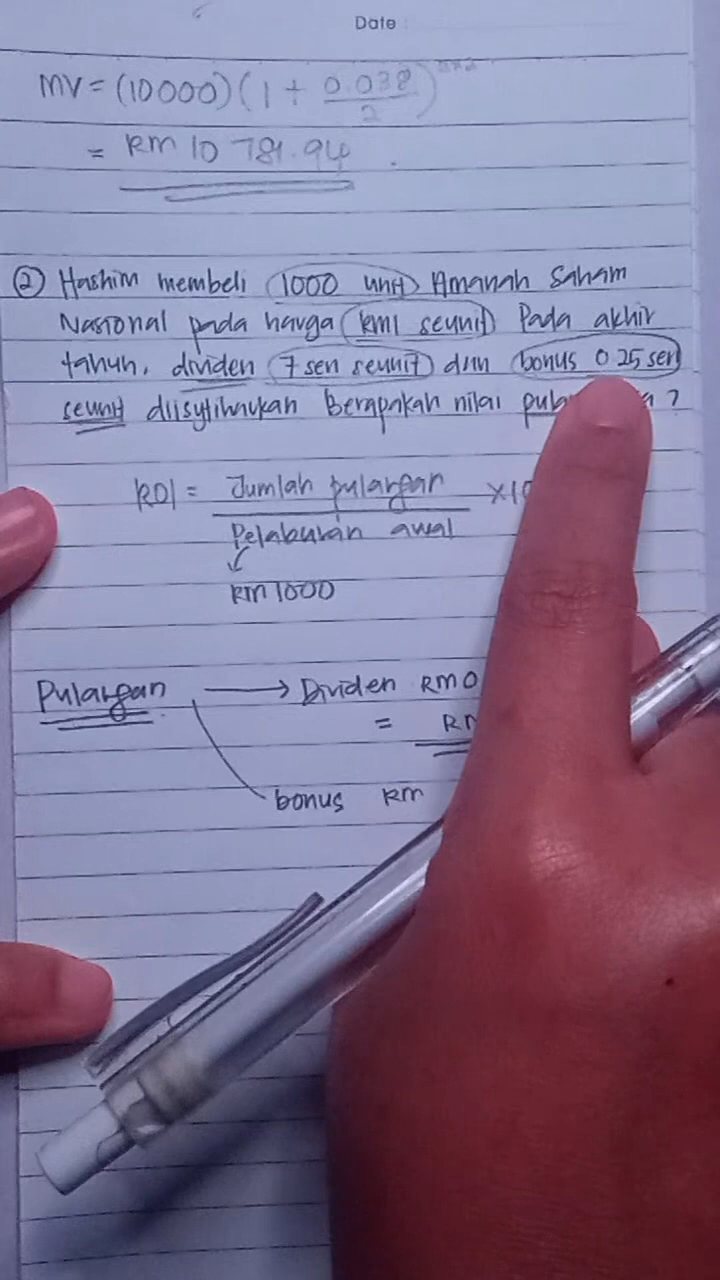 Date
MV = (10000)(1 + 0.038/2)
= RM 10 781.94
② Hashim membeli 1000 unit Amanah Saham
Nasional pada harga RM1 seunit Pada akhir
tahun, dividen 7 sen seunit dan bonus 0.25 sen
seunit diisytiharkan Berapakah nilai
ROI = Jumlah pulangan / Pelaburan awal
RM 1000
Pulangan → Dividen RM0
=
bonus RM